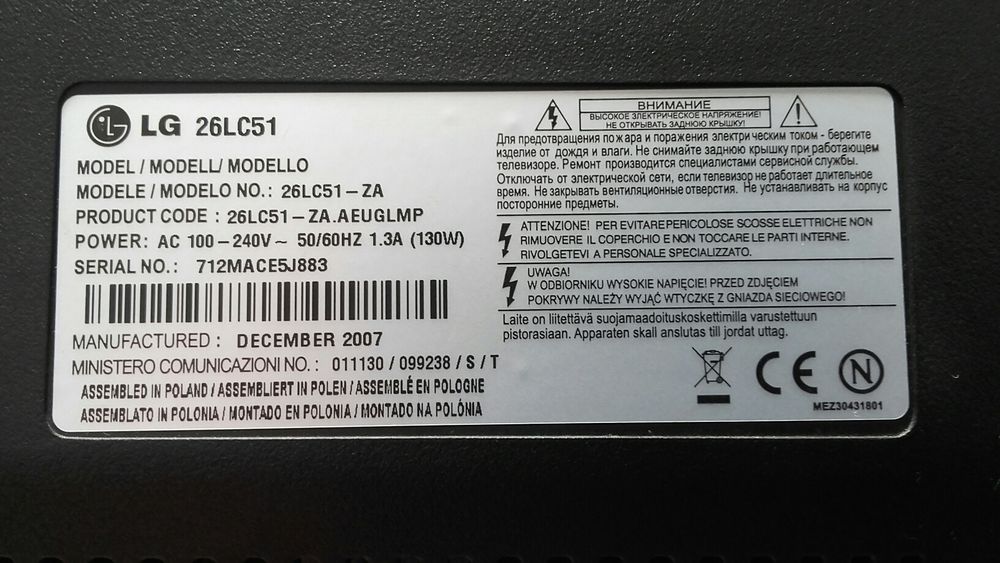 LG 26LC51
MODEL / MODELL/ MODELLO
MODELE / MODELO NO.: 26LC51-ZA
PRODUCT CODE : 26LC51-ZA.AEUGLMP
POWER: AC 100-240V~ 50/60HZ 1.3A (130W)
SERIAL NO.: 712MACE5J883
MANUFACTURED : DECEMBER 2007
MINISTERO COMUNICAZIONI NO. : 011130 / 099238 / S / T
ASSEMBLED IN POLAND / ASSEMBLIERT IN POLEN / ASSEMBLÉ EN POLOGNE
ASSEMBLATO IN POLONIA / MONTADO EN POLONIA / MONTADO NA POLÓNIA
ВНИМАНИЕ
ВЫСОКОЕ ЭЛЕКТРИЧЕСКОЕ НАПРЯЖЕНИЕ!
НЕ ОТКРЫВАТЬ ЗАДНЮЮ КРЫШКУ!
Для предотвращения пожара и поражения электрическим током - берегите
изделие от дождя и влаги. Не снимайте заднюю крышку при работающем
телевизоре. Ремонт производится специалистами сервисной службы.
Отключать от электрической сети, если телевизор не работает длительное
время. Не закрывать вентиляционные отверстия. Не устанавливать на корпус
посторонние предметы.
ATTENZIONE! PER EVITARE PERICOLOSE SCOSSE ELETTRICHE NON
RIMUOVERE IL COPERCHIO E NON TOCCARE LE PARTI INTERNE.
RIVOLGETEVI A PERSONALE SPECIALIZZATO.
UWAGA!
W ODBIORNIKU WYSOKIE NAPIĘCIE! PRZED ZDJĘCIEM
POKRYWY NALEŻY WYJĄĆ WTYCZKĘ Z GNIAZDA SIECIOWEGO!
Laite on liitettävä suojamaadoituskoskettimilla varustettuun
pistorasiaan. Apparaten skall anslutas till jordat uttag.
CE N
MEZ30431801